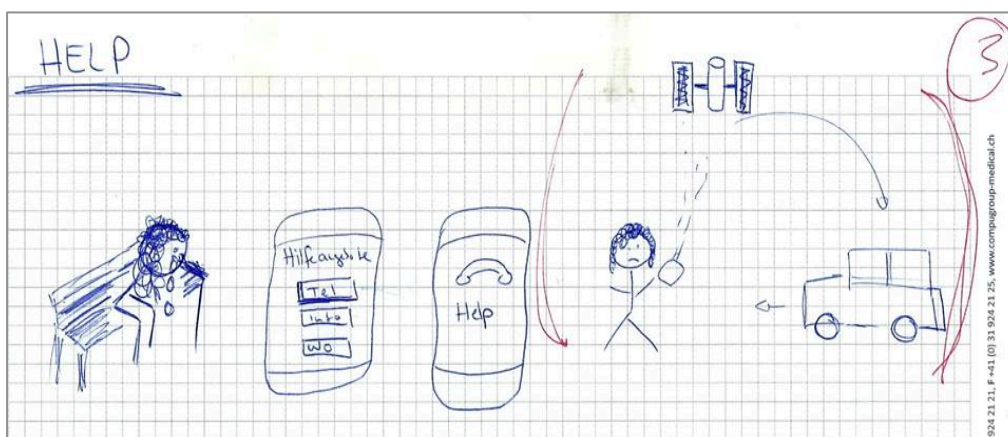 HELP
3
Hilfeangebote
Tel
Info
Wo
Help
924 21 21, F +41 (0) 31 924 21 25, www.compugroup-medical.ch